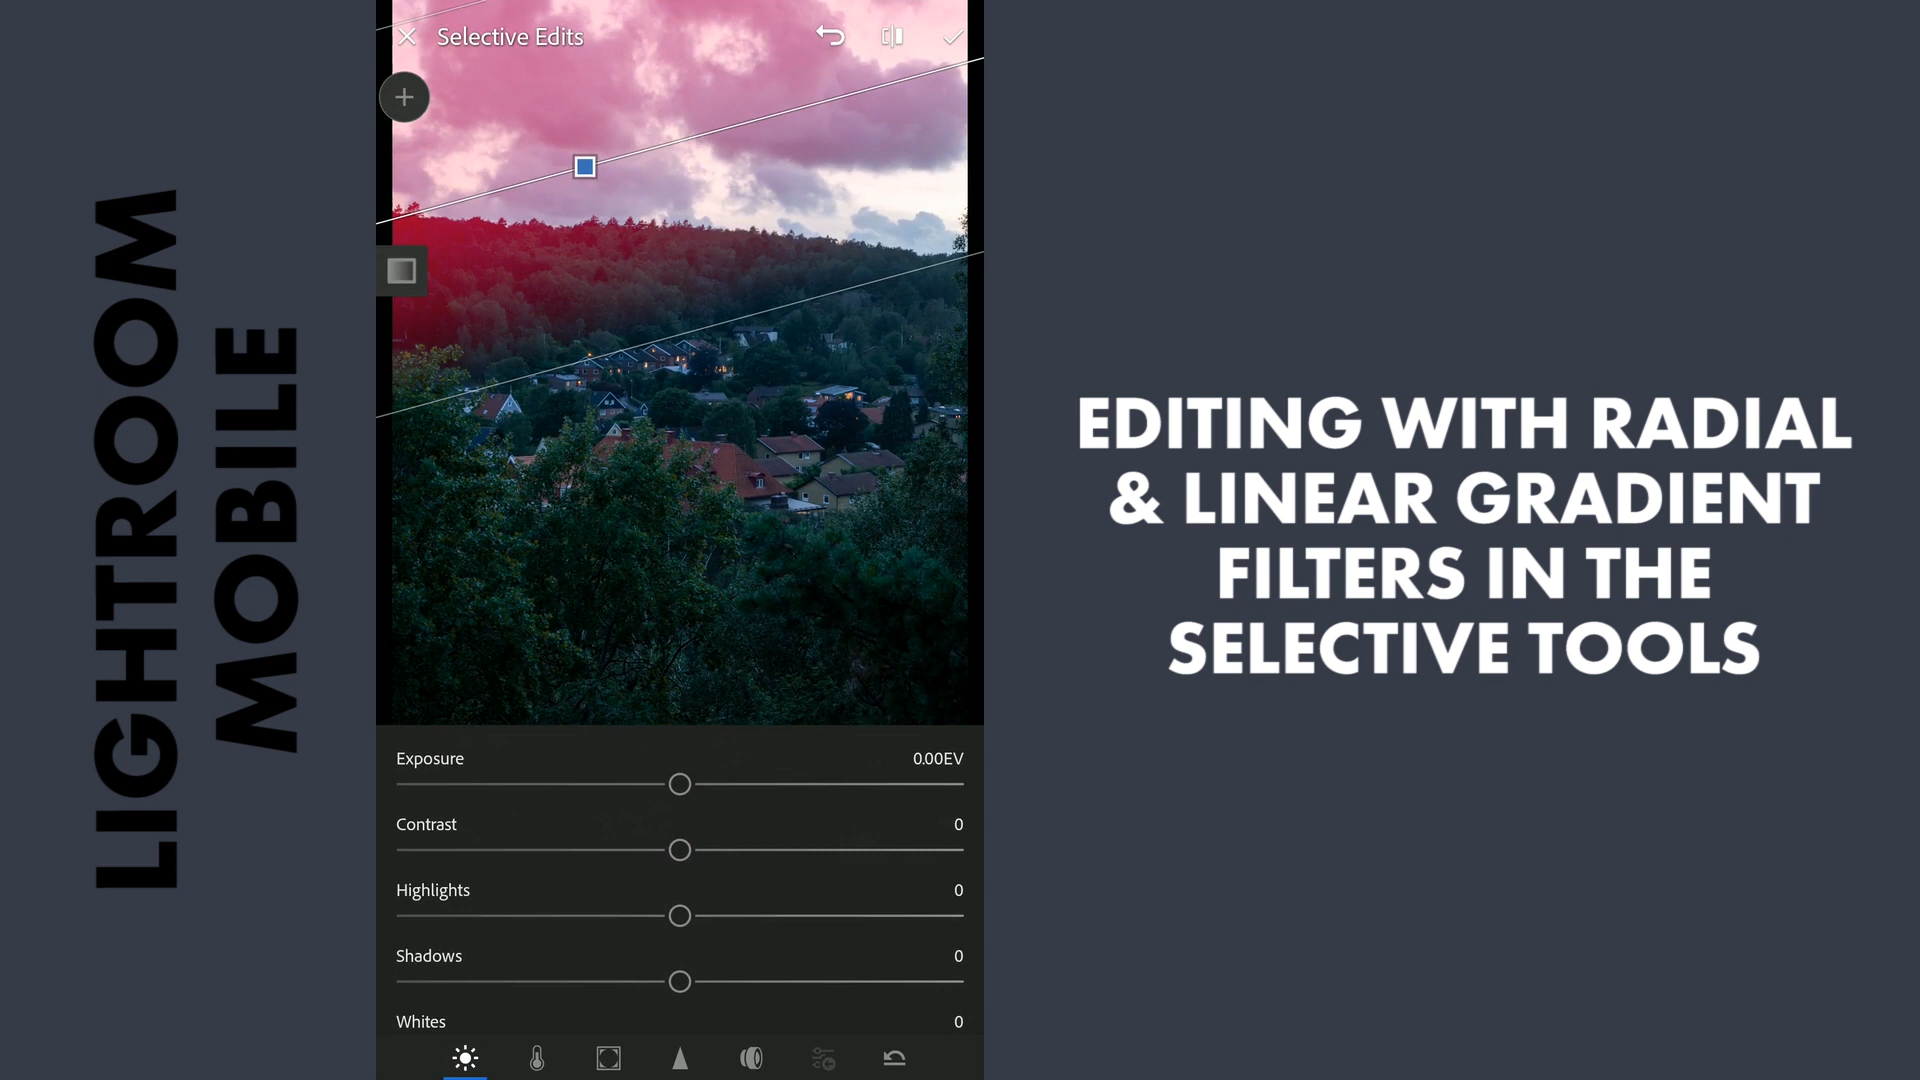 LIGHTROOM
MOBILE
Selective Edits
Exposure 0.00EV
Contrast 0
Highlights 0
Shadows 0
Whites 0
EDITING WITH RADIAL
& LINEAR GRADIENT
FILTERS IN THE
SELECTIVE TOOLS